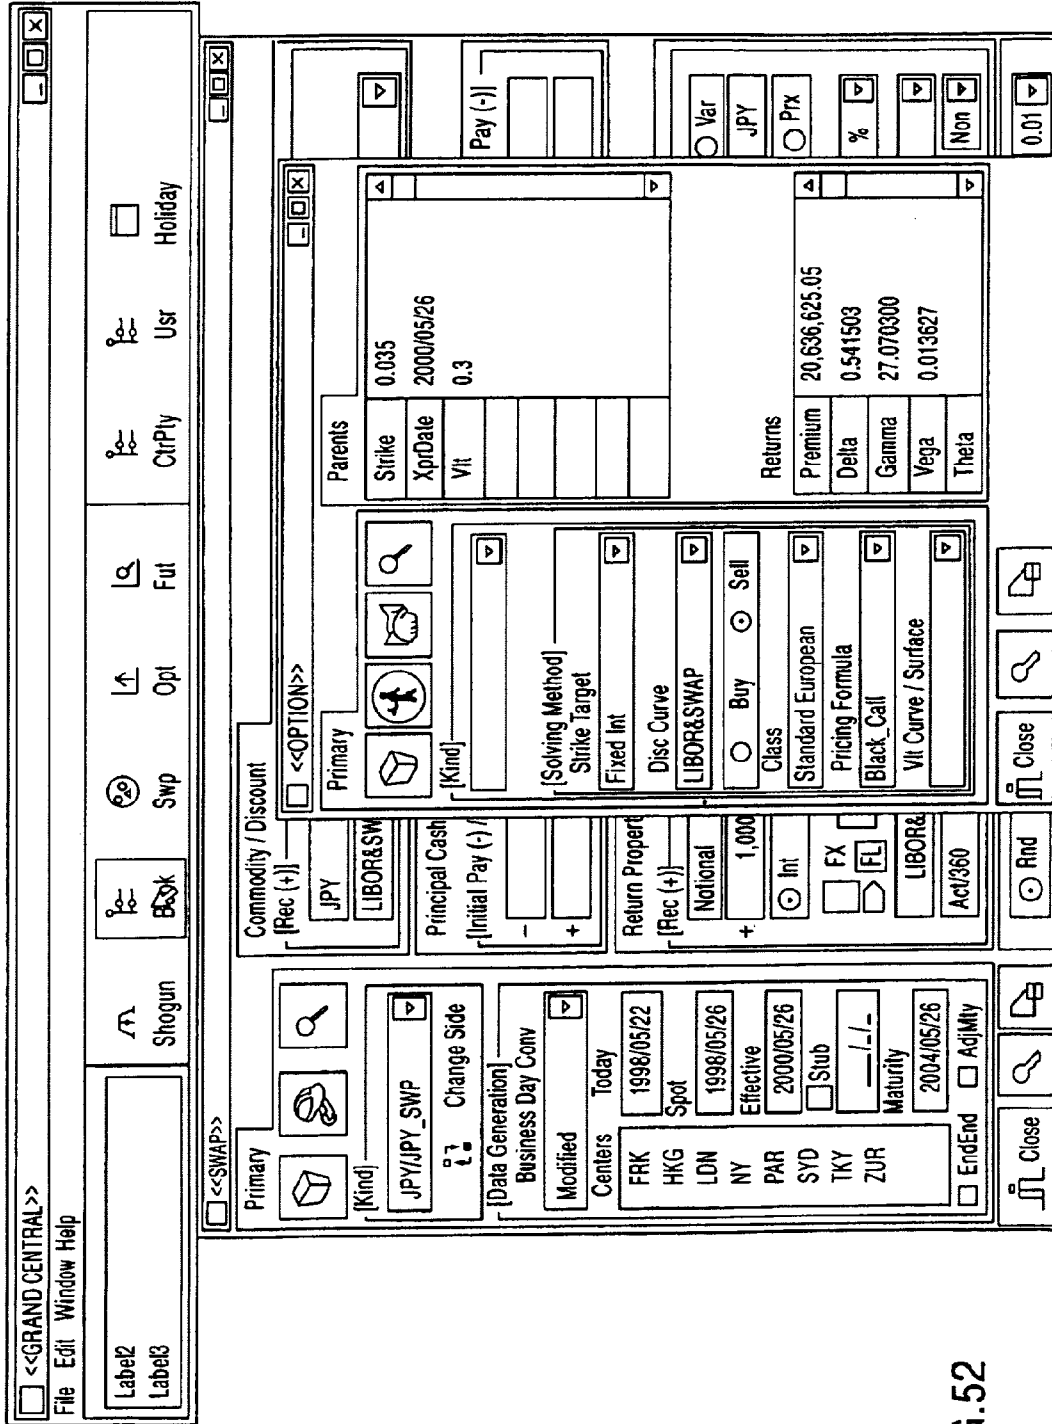 <<GRAND CENTRAL>>
File Edit Window Help
Label2
Label3
Shogun
Book
Swp
Opt
Fut
CtrPty
Usr
Holiday
<<SWAP>>
Primary
[Kind]
JPY/JPY_SWP
Change Side
[Data Generation]
Business Day Conv
Modified
Centers
FRK
HKG
LDN
NY
PAR
SYD
TKY
ZUR
Today
1998/05/22
Spot
1998/05/26
Effective
2000/05/26
Stub
__/_/_
Maturity
2004/05/26
EndEnd
AdjMty
Close
Commodity / Discount
[Rec (+)]
JPY
LIBOR&SW
Principal Cash
[Initial Pay (-) /
-
+
Return Propert
[Rec (+)]
Notional
+ 1,000
Int
FX
FL
LIBOR&
Act/360
Rnd
Pay (-)]
Var
JPY
Prx
%
Non
0.01
<<OPTION>>
Primary
[Kind]
[Solving Method]
Strike Target
Fixed Int
Disc Curve
LIBOR&SWAP
Buy Sell
Class
Standard European
Pricing Formula
Black_Call
Vlt Curve / Surface
Close
Parents
Strike 0.035
XprDate 2000/05/26
Vlt 0.3
Returns
Premium 20,636,625.05
Delta 0.541503
Gamma 27.070300
Vega 0.013627
Theta
.52